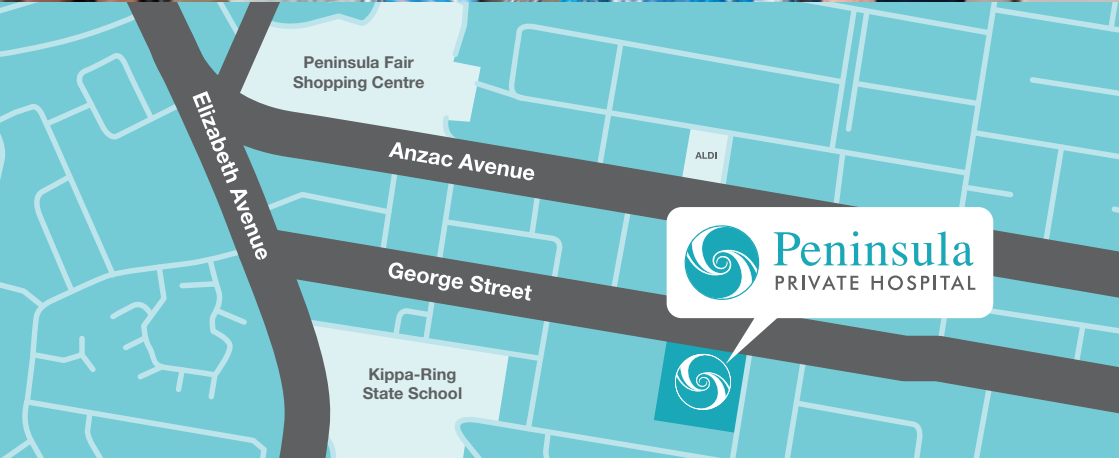 Peninsula Fair
Shopping Centre
Elizabeth Avenue
Anzac Avenue
ALDI
Peninsula
PRIVATE HOSPITAL
George Street
Kippa-Ring
State School